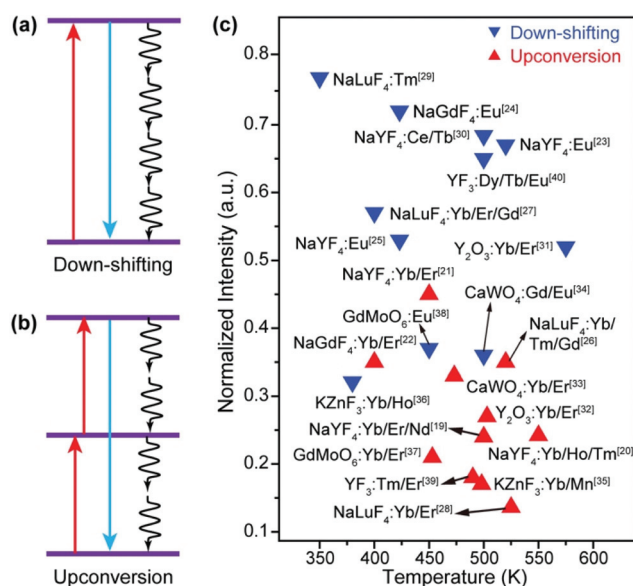 (a)
Down-shifting
(b)
Upconversion
(c)
Down-shifting
Upconversion
NaLuF₄:Tm[29]
NaGdF₄:Eu[24]
NaYF₄:Ce/Tb[30]
NaYF₄:Eu[23]
YF₃:Dy/Tb/Eu[40]
NaLuF₄:Yb/Er/Gd[27]
NaYF₄:Eu[25]
Y₂O₃:Yb/Er[31]
NaYF₄:Yb/Er[21]
CaWO₄:Gd/Eu[34]
GdMoO₆:Eu[38]
NaLuF₄:Yb/
Tm/Gd[26]
NaGdF₄:Yb/Er[22]
CaWO₄:Yb/Er[33]
KZnF₃:Yb/Ho[36]
Y₂O₃:Yb/Er[32]
NaYF₄:Yb/Er/Nd[19]
NaYF₄:Yb/Ho/Tm[20]
GdMoO₆:Yb/Er[37]
YF₃:Tm/Er[39]
KZnF₃:Yb/Mn[35]
NaLuF₄:Yb/Er[28]
Normalized Intensity (a.u.)
0.8
0.7
0.6
0.5
0.4
0.3
0.2
0.1
350 400 450 500 550 600
Temperature (K)